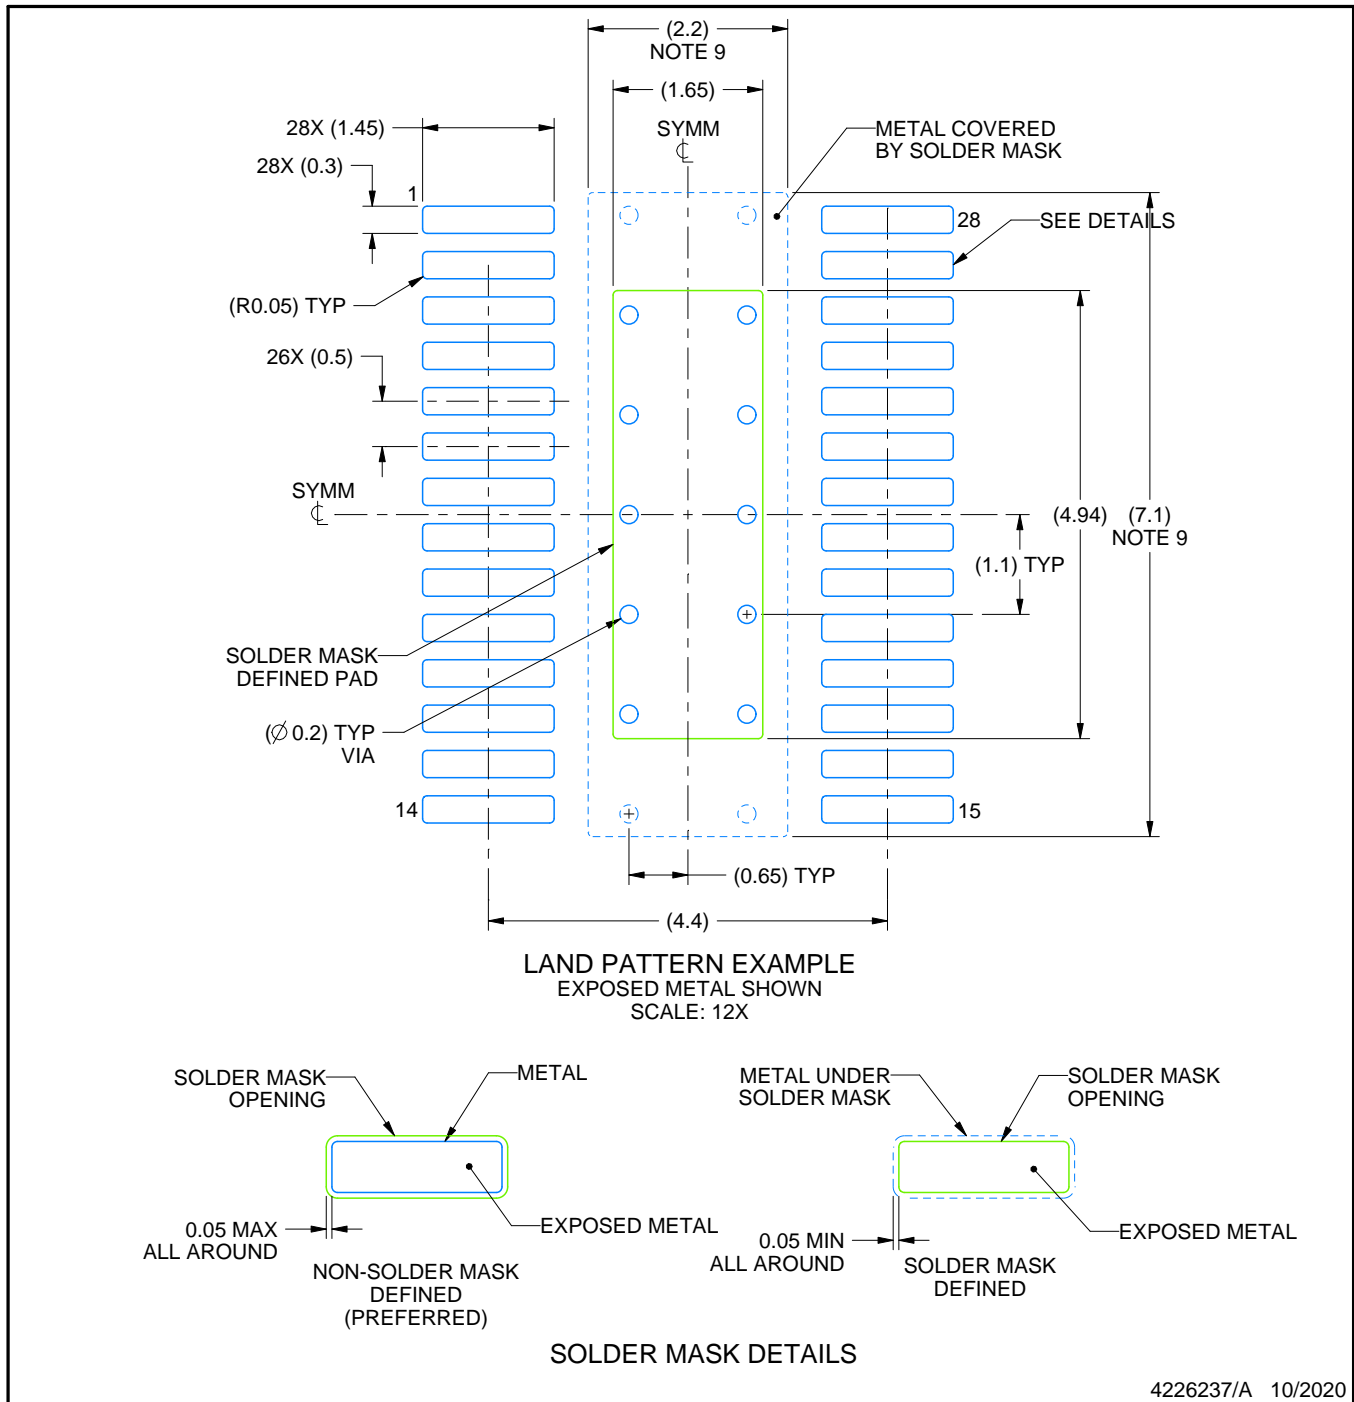 (2.2)
NOTE 9
(1.65)
28X (1.45)
SYMM
METAL COVERED
BY SOLDER MASK
28X (0.3)
1
28
SEE DETAILS
(R0.05) TYP
26X (0.5)
SYMM
(4.94)
(7.1)
NOTE 9
(1.1) TYP
SOLDER MASK
DEFINED PAD
(∅0.2) TYP
VIA
14
15
(0.65) TYP
(4.4)
LAND PATTERN EXAMPLE
EXPOSED METAL SHOWN
SCALE: 12X
SOLDER MASK
OPENING
METAL
EXPOSED METAL
0.05 MAX
ALL AROUND
NON-SOLDER MASK
DEFINED
(PREFERRED)
METAL UNDER
SOLDER MASK
SOLDER MASK
OPENING
EXPOSED METAL
0.05 MIN
ALL AROUND
SOLDER MASK
DEFINED
SOLDER MASK DETAILS
4226237/A 10/2020